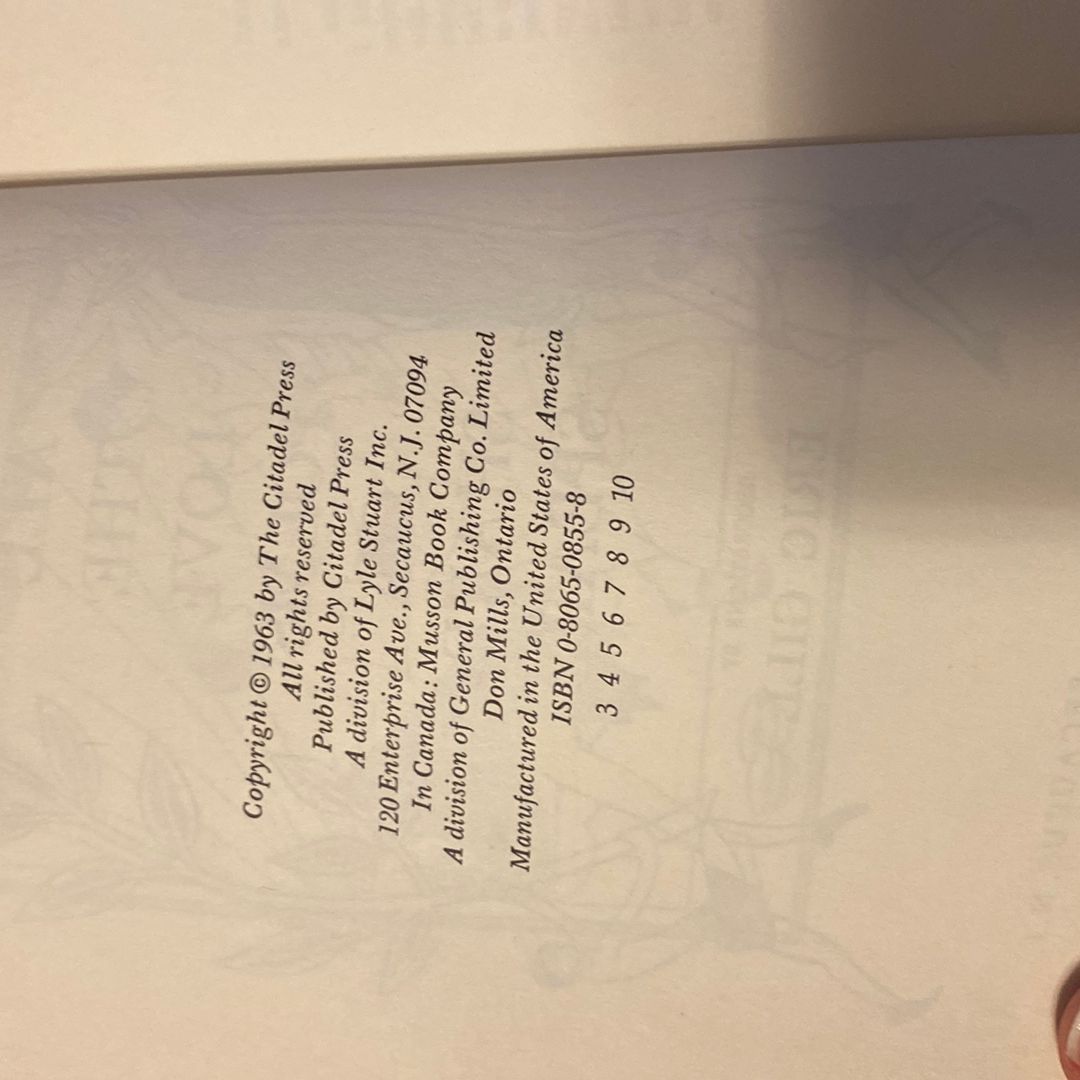 Copyright © 1963 by The Citadel Press
All rights reserved
Published by Citadel Press
A division of Lyle Stuart Inc.
120 Enterprise Ave., Secaucus, N.J. 07094
In Canada: Musson Book Company
A division of General Publishing Co. Limited
Don Mills, Ontario
Manufactured in the United States of America
ISBN 0-8065-0855-8
3 4 5 6 7 8 9 10